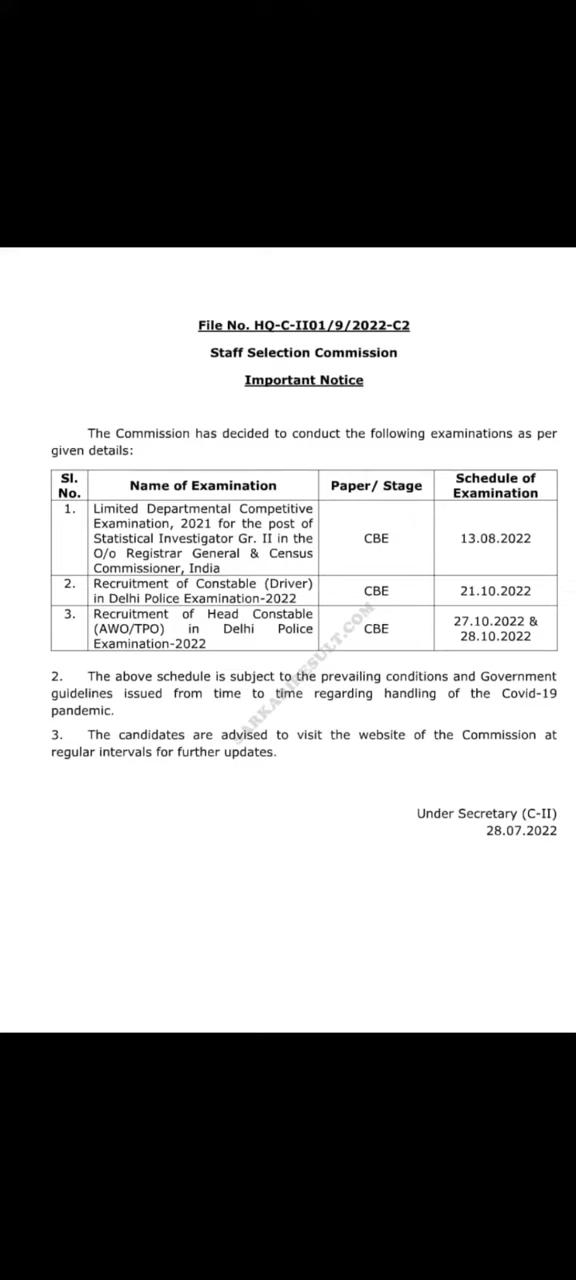 File No. HQ-C-II01/9/2022-C2
Staff Selection Commission
Important Notice
The Commission has decided to conduct the following examinations as per
given details:
Sl. No. Name of Examination Paper/ Stage Schedule of Examination
1. Limited Departmental Competitive
Examination, 2021 for the post of
Statistical Investigator Gr. II in the
O/o Registrar General & Census
Commissioner, India
CBE
13.08.2022
2. Recruitment of Constable (Driver)
in Delhi Police Examination-2022
CBE
21.10.2022
3. Recruitment of Head Constable
(AWO/TPO) in Delhi Police
Examination-2022
CBE
27.10.2022 &
28.10.2022
2. The above schedule is subject to the prevailing conditions and Government
guidelines issued from time to time regarding handling of the Covid-19
pandemic.
3. The candidates are advised to visit the website of the Commission at
regular intervals for further updates.
Under Secretary (C-II)
28.07.2022